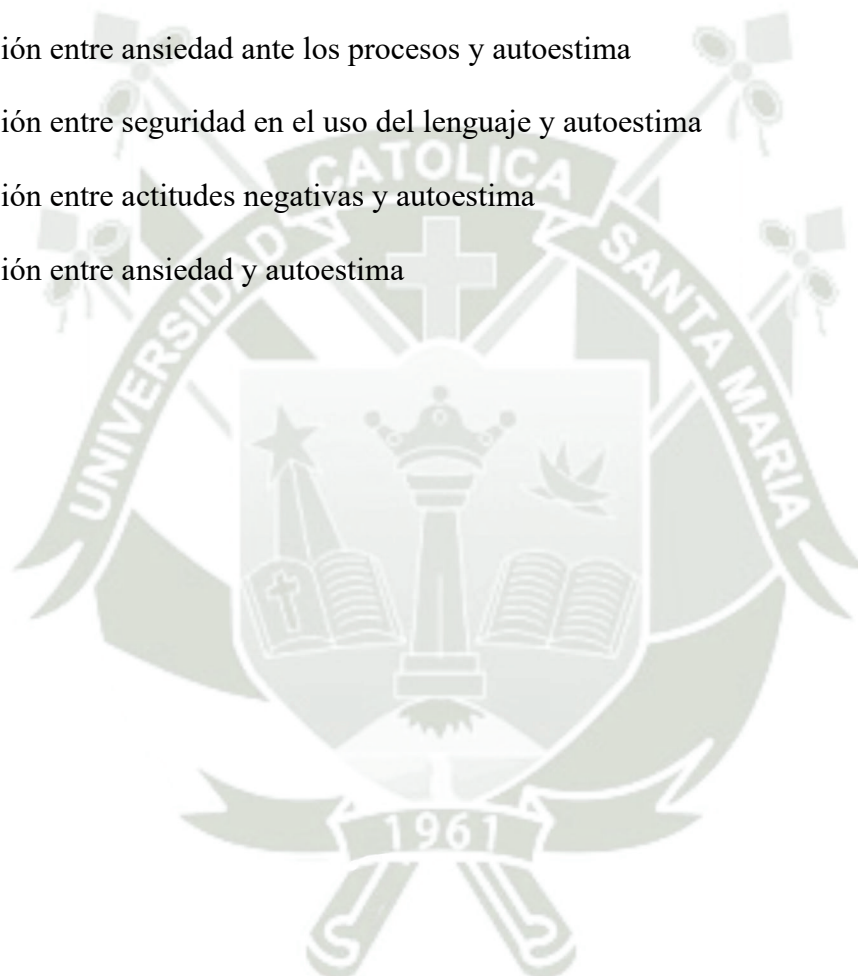 ión entre ansiedad ante los procesos y autoestima
ión entre seguridad en el uso del lenguaje y autoestima
ión entre actitudes negativas y autoestima
ión entre ansiedad y autoestima
UNIVERSIDAD CATOLICA SANTA MARIA
1961